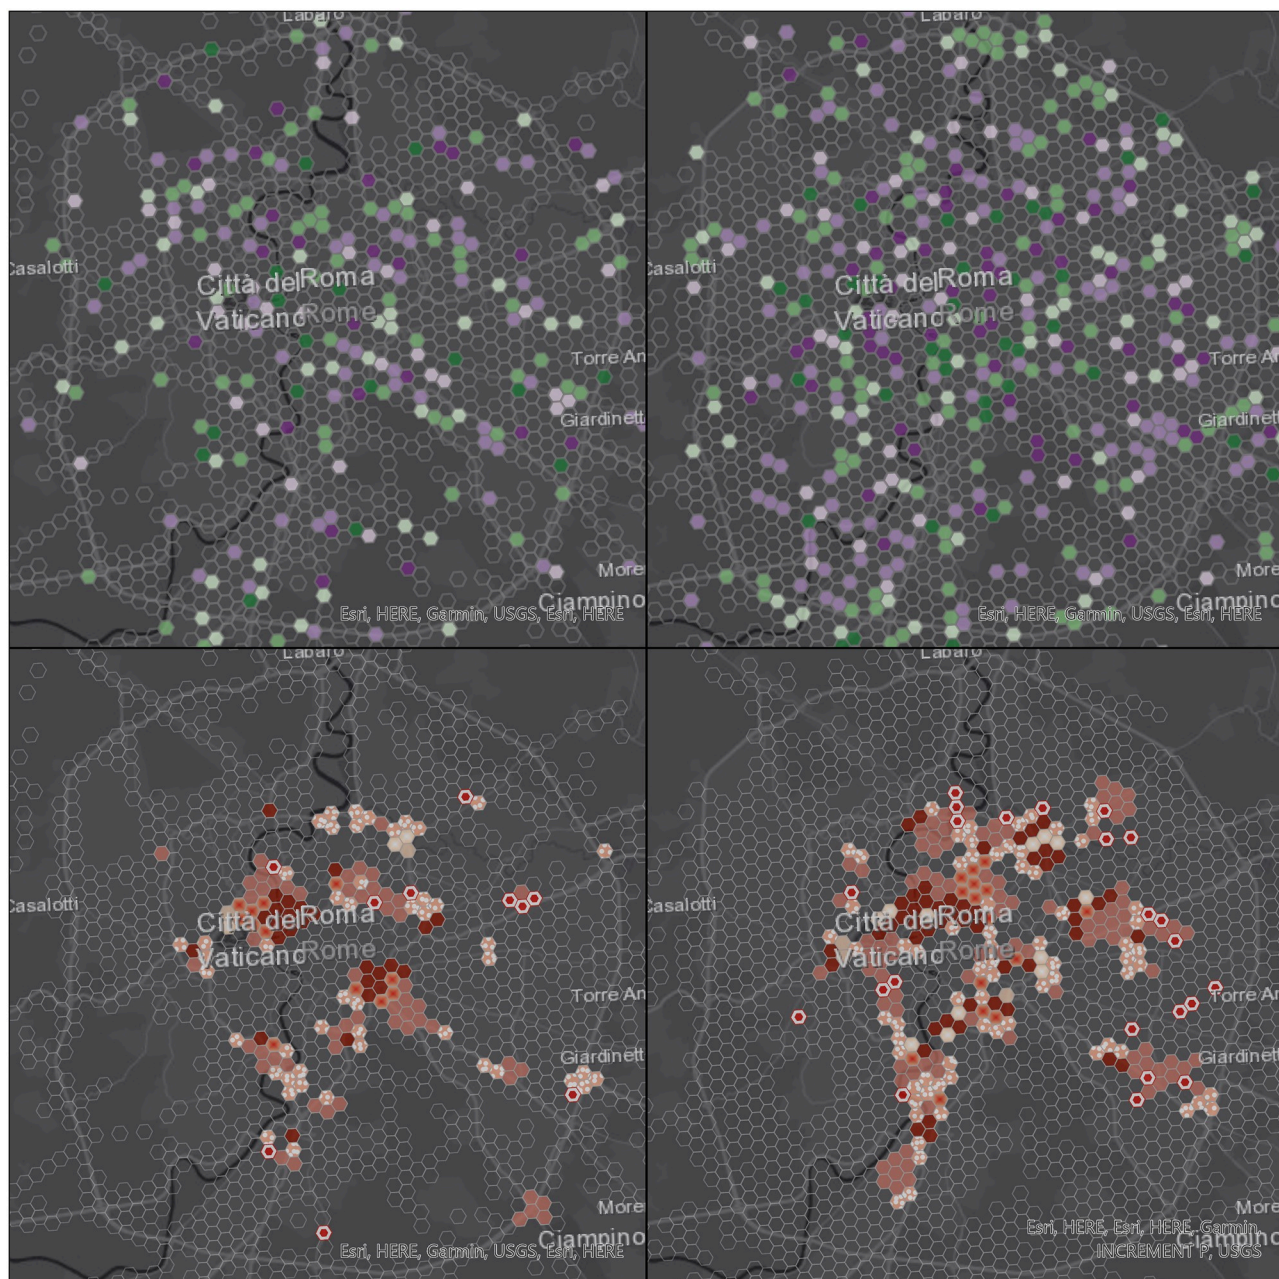 Labaro
Labaro
Casalotti
Città del Roma
Vaticano Rome
Torre An
Giardinett
More
Ciampino
Esri, HERE, Garmin, USGS, Esri, HERE
Casalotti
Città del Roma
Vaticano Rome
Torre An
Giardinett
More
Ciampino
Esri, HERE, Garmin, USGS, Esri, HERE
Labaro
Labaro
Casalotti
Città del Roma
Vaticano Rome
Torre An
Giardinett
More
Ciampino
Esri, HERE, Garmin, USGS, Esri, HERE
Casalotti
Città del Roma
Vaticano Rome
Torre An
Giardinett
More
Esri, HERE, Esri, HERE, Garmin,
Ciampino
INCREMENT P, USGS